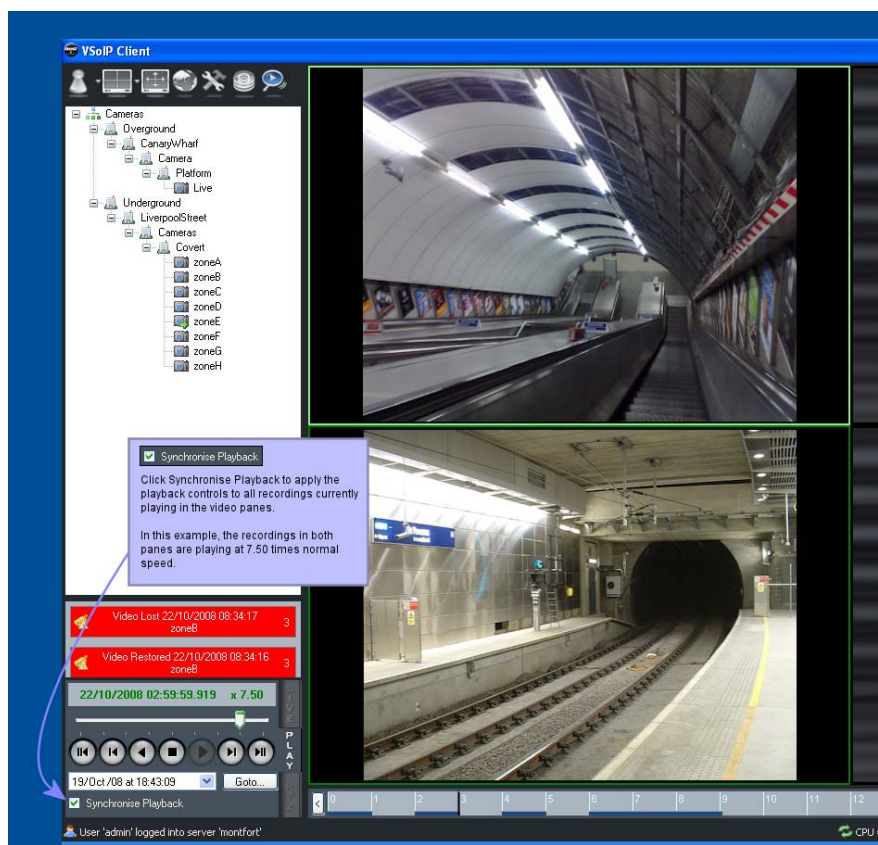 VSoIP Client
Cameras
Overground
CanaryWharf
Camera
Platform
Live
Underground
LiverpoolStreet
Cameras
Covert
zoneA
zoneB
zoneC
zoneD
zoneE
zoneF
zoneG
zoneH
Synchronise Playback
Click Synchronise Playback to apply the
playback controls to all recordings currently
playing in the video panes.
In this example, the recordings in both
panes are playing at 7.50 times normal
speed.
Video Lost 22/10/2008 08:34:17
zoneB
3
Video Restored 22/10/2008 08:34:16
zoneB
3
22/10/2008 02:59:59.919 x 7.50
LIVE
PLAY
19/Oct /08 at 18:43:09
Goto...
Synchronise Playback
0 1 2 3 4 5 6 7 8 9 10 11 12
User 'admin' logged into server 'montfort'
CPU